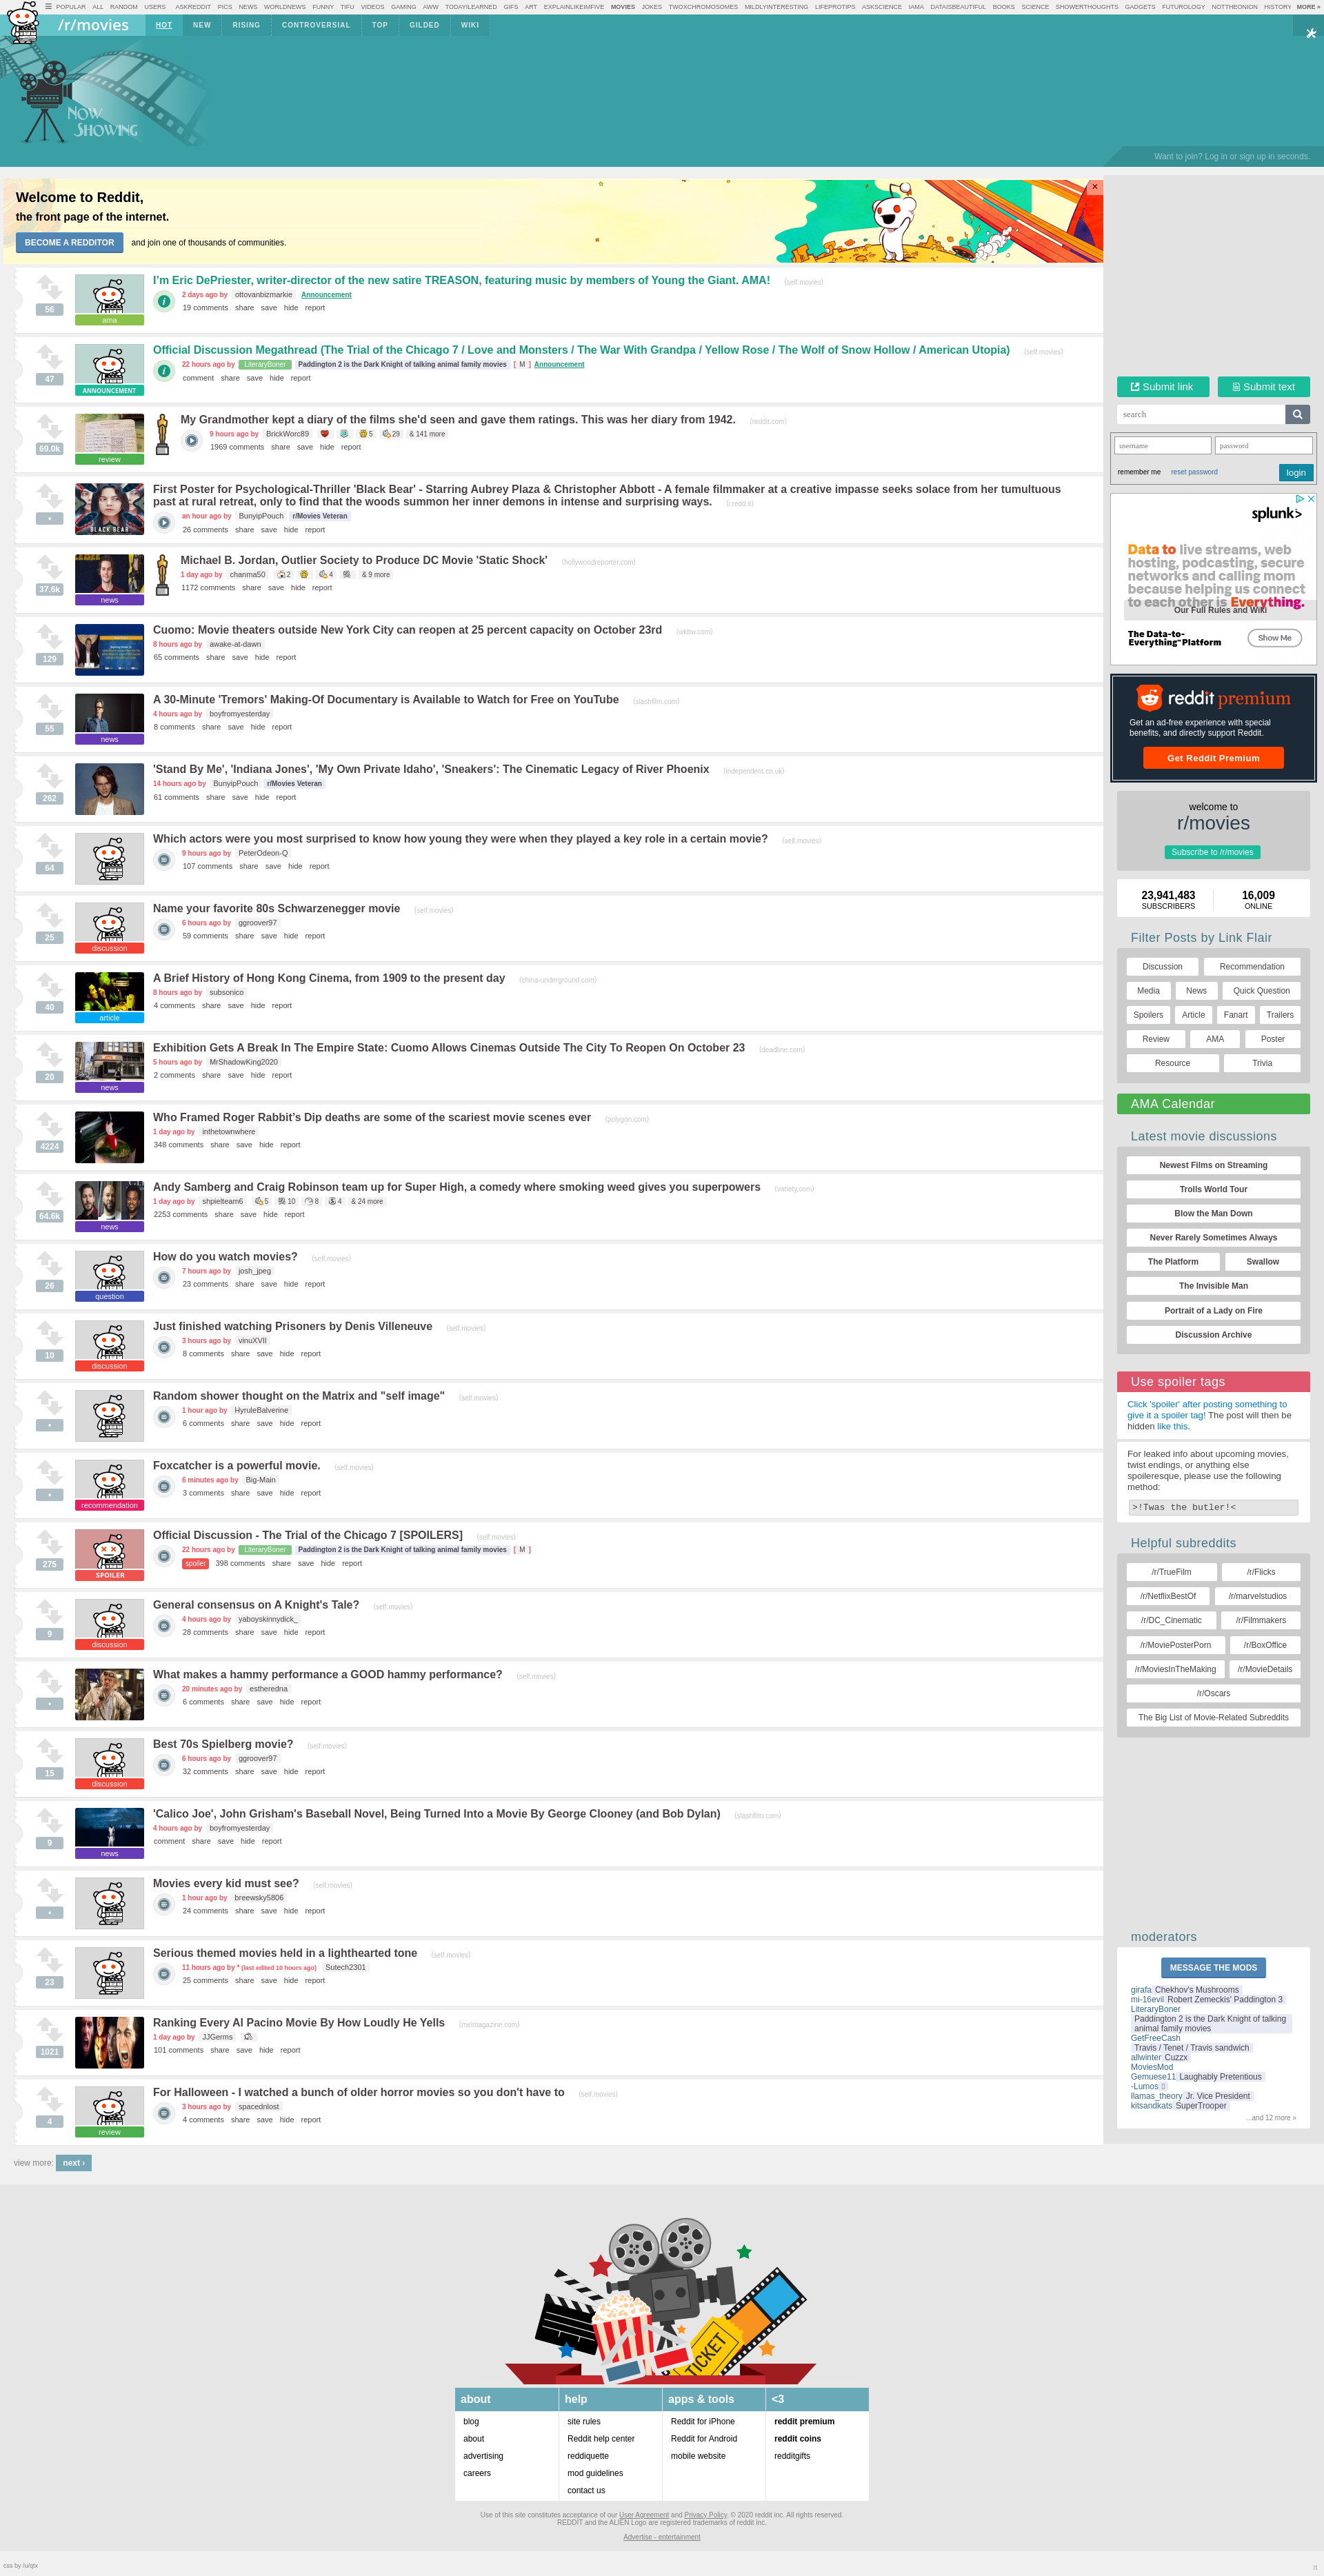 POPULAR ALL RANDOM USERS ASKREDDIT PICS NEWS WORLDNEWS FUNNY TIFU VIDEOS GAMING AWW TODAYILEARNED GIFS ART EXPLAINLIKEIMFIVE MOVIES JOKES TWOXCHROMOSOMES MILDLYINTERESTING LIFEPROTIPS ASKSCIENCE IAMA DATAISBEAUTIFUL BOOKS SCIENCE SHOWERTHOUGHTS GADGETS FUTUROLOGY NOTTHEONION HISTORY MORE »
/r/movies HOT NEW RISING CONTROVERSIAL TOP GILDED WIKI
Now Showing
Want to join? Log in or sign up in seconds.
Welcome to Reddit,
the front page of the internet.
BECOME A REDDITOR and join one of thousands of communities.
I'm Eric DePriester, writer-director of the new satire TREASON, featuring music by members of Young the Giant. AMA! (self.movies)
56
2 days ago by ottovanbizmarkie Announcement
19 comments share save hide report
ama
Official Discussion Megathread (The Trial of the Chicago 7 / Love and Monsters / The War With Grandpa / Yellow Rose / The Wolf of Snow Hollow / American Utopia) (self.movies)
47
22 hours ago by LiteraryBoner Paddington 2 is the Dark Knight of talking animal family movies [ M ] Announcement
comment share save hide report
ANNOUNCEMENT
My Grandmother kept a diary of the films she'd seen and gave them ratings. This was her diary from 1942. (reddit.com)
69.0k
9 hours ago by BrickWorc89 5 29 & 141 more
1969 comments share save hide report
review
First Poster for Psychological-Thriller 'Black Bear' - Starring Aubrey Plaza & Christopher Abbott - A female filmmaker at a creative impasse seeks solace from her tumultuous
past at rural retreat, only to find that the woods summon her inner demons in intense and surprising ways. (i.redd.it)
•
an hour ago by BunyipPouch r/Movies Veteran
26 comments share save hide report
BLACK BEAR
Michael B. Jordan, Outlier Society to Produce DC Movie 'Static Shock' (hollywoodreporter.com)
37.6k
1 day ago by chanma50 2 4 & 9 more
1172 comments share save hide report
news
Cuomo: Movie theaters outside New York City can reopen at 25 percent capacity on October 23rd (wkbw.com)
129
8 hours ago by awake-at-dawn
65 comments share save hide report
A 30-Minute 'Tremors' Making-Of Documentary is Available to Watch for Free on YouTube (slashfilm.com)
55
4 hours ago by boyfromyesterday
8 comments share save hide report
news
'Stand By Me', 'Indiana Jones', 'My Own Private Idaho', 'Sneakers': The Cinematic Legacy of River Phoenix (independent.co.uk)
262
14 hours ago by BunyipPouch r/Movies Veteran
61 comments share save hide report
Which actors were you most surprised to know how young they were when they played a key role in a certain movie? (self.movies)
64
9 hours ago by PeterOdeon-Q
107 comments share save hide report
Name your favorite 80s Schwarzenegger movie (self.movies)
25
6 hours ago by ggroover97
59 comments share save hide report
discussion
A Brief History of Hong Kong Cinema, from 1909 to the present day (china-underground.com)
40
8 hours ago by subsonico
4 comments share save hide report
article
Exhibition Gets A Break In The Empire State: Cuomo Allows Cinemas Outside The City To Reopen On October 23 (deadline.com)
20
5 hours ago by MrShadowKing2020
2 comments share save hide report
news
Who Framed Roger Rabbit's Dip deaths are some of the scariest movie scenes ever (polygon.com)
4224
1 day ago by inthetownwhere
348 comments share save hide report
Andy Samberg and Craig Robinson team up for Super High, a comedy where smoking weed gives you superpowers (variety.com)
64.6k
1 day ago by shpielteam6 5 10 8 4 & 24 more
2253 comments share save hide report
news
How do you watch movies? (self.movies)
26
7 hours ago by josh_jpeg
23 comments share save hide report
question
Just finished watching Prisoners by Denis Villeneuve (self.movies)
10
3 hours ago by vinuXVII
8 comments share save hide report
discussion
Random shower thought on the Matrix and "self image" (self.movies)
•
1 hour ago by HyruleBalverine
6 comments share save hide report
Foxcatcher is a powerful movie. (self.movies)
•
6 minutes ago by Big-Main
3 comments share save hide report
recommendation
Official Discussion - The Trial of the Chicago 7 [SPOILERS] (self.movies)
275
22 hours ago by LiteraryBoner Paddington 2 is the Dark Knight of talking animal family movies [ M ]
spoiler 398 comments share save hide report
SPOILER
General consensus on A Knight's Tale? (self.movies)
9
4 hours ago by yaboyskinnydick_
28 comments share save hide report
discussion
What makes a hammy performance a GOOD hammy performance? (self.movies)
•
20 minutes ago by estheredna
6 comments share save hide report
Best 70s Spielberg movie? (self.movies)
15
6 hours ago by ggroover97
32 comments share save hide report
discussion
'Calico Joe', John Grisham's Baseball Novel, Being Turned Into a Movie By George Clooney (and Bob Dylan) (slashfilm.com)
9
4 hours ago by boyfromyesterday
comment share save hide report
news
Movies every kid must see? (self.movies)
•
1 hour ago by breewsky5806
24 comments share save hide report
Serious themed movies held in a lighthearted tone (self.movies)
23
11 hours ago by * (last edited 10 hours ago) Sutech2301
25 comments share save hide report
Ranking Every Al Pacino Movie By How Loudly He Yells (melmagazine.com)
1021
1 day ago by JJGerms
101 comments share save hide report
For Halloween - I watched a bunch of older horror movies so you don't have to (self.movies)
4
3 hours ago by spacednlost
4 comments share save hide report
review
view more: next ›
Submit link Submit text
search
username password
remember me reset password login
splunk>
Data to live streams, web
hosting, podcasting, secure
networks and calling mom
because helping us connect
to each other is Everything.
Our Full Rules and Wiki
The Data-to-
Everything™ Platform
Show Me
reddit premium
Get an ad-free experience with special
benefits, and directly support Reddit.
Get Reddit Premium
welcome to
r/movies
Subscribe to /r/movies
23,941,483 16,009
SUBSCRIBERS ONLINE
Filter Posts by Link Flair
Discussion Recommendation
Media News Quick Question
Spoilers Article Fanart Trailers
Review AMA Poster
Resource Trivia
AMA Calendar
Latest movie discussions
Newest Films on Streaming
Trolls World Tour
Blow the Man Down
Never Rarely Sometimes Always
The Platform Swallow
The Invisible Man
Portrait of a Lady on Fire
Discussion Archive
Use spoiler tags
Click 'spoiler' after posting something to
give it a spoiler tag! The post will then be
hidden like this.
For leaked info about upcoming movies,
twist endings, or anything else
spoileresque, please use the following
method:
>!Twas the butler!<
Helpful subreddits
/r/TrueFilm /r/Flicks
/r/NetflixBestOf /r/marvelstudios
/r/DC_Cinematic /r/Filmmakers
/r/MoviePosterPorn /r/BoxOffice
/r/MoviesInTheMaking /r/MovieDetails
/r/Oscars
The Big List of Movie-Related Subreddits
moderators
MESSAGE THE MODS
girafa Chekhov's Mushrooms
mi-16evil Robert Zemeckis' Paddington 3
LiteraryBoner
Paddington 2 is the Dark Knight of talking
animal family movies
GetFreeCash
Travis / Tenet / Travis sandwich
allwinter Cuzzx
MoviesMod
Gemuese11 Laughably Pretentious
-Lumos
llamas_theory Jr. Vice President
kitsandkats SuperTrooper
...and 12 more »
TICKET
about help apps & tools <3
blog site rules Reddit for iPhone reddit premium
about Reddit help center Reddit for Android reddit coins
advertising reddiquette mobile website redditgifts
careers mod guidelines
contact us
Use of this site constitutes acceptance of our User Agreement and Privacy Policy. © 2020 reddit inc. All rights reserved.
REDDIT and the ALIEN Logo are registered trademarks of reddit inc.
Advertise - entertainment
css by /u/qtx
π